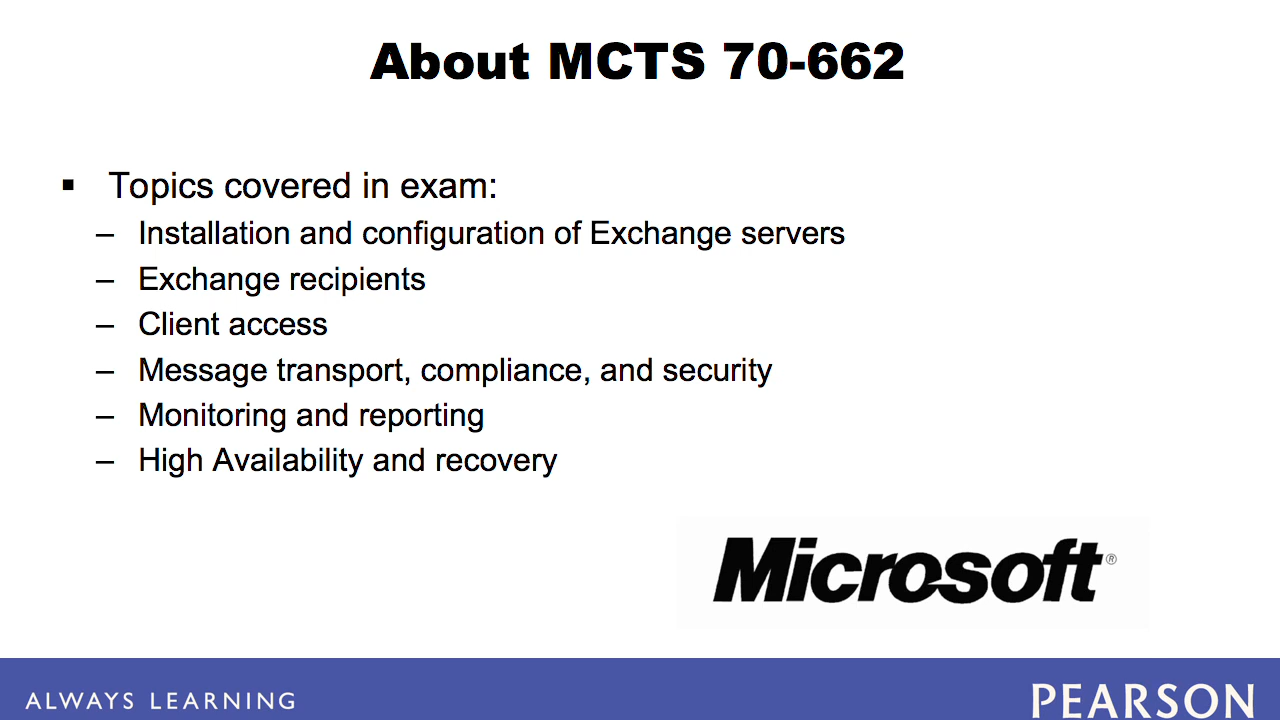 About MCTS 70-662
▪ Topics covered in exam:
– Installation and configuration of Exchange servers
– Exchange recipients
– Client access
– Message transport, compliance, and security
– Monitoring and reporting
– High Availability and recovery
Microsoft®
ALWAYS LEARNING
PEARSON